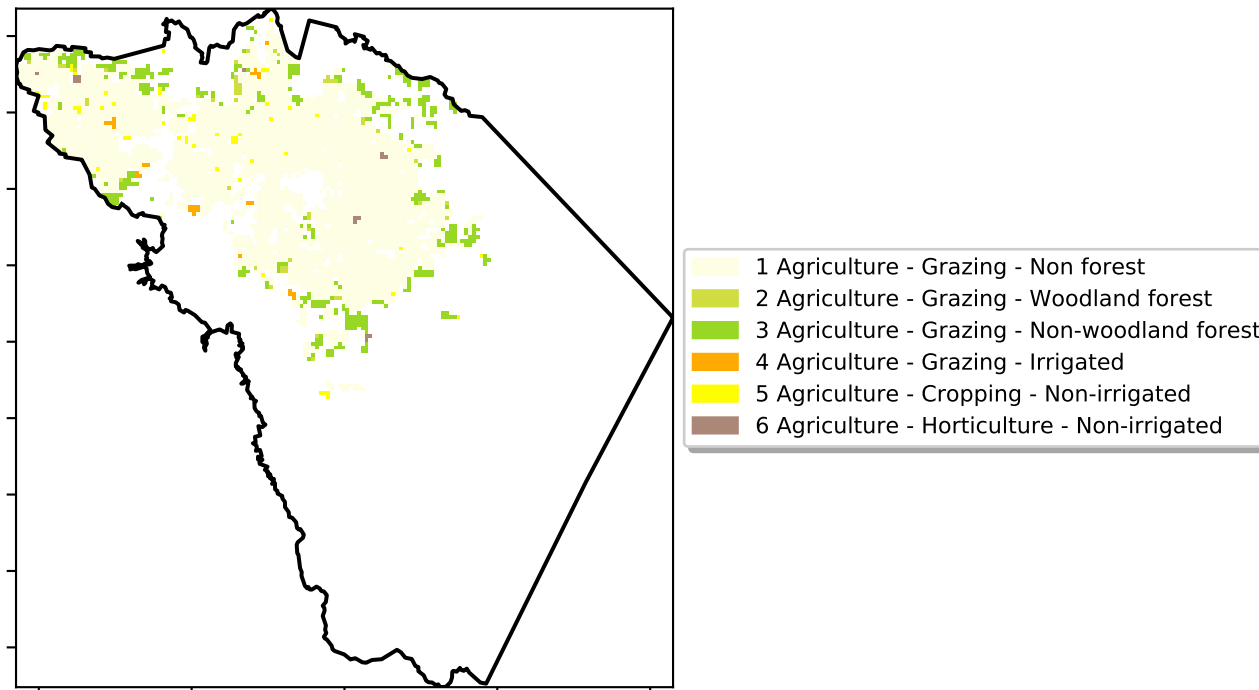 1 Agriculture - Grazing - Non forest
2 Agriculture - Grazing - Woodland forest
3 Agriculture - Grazing - Non-woodland forest
4 Agriculture - Grazing - Irrigated
5 Agriculture - Cropping - Non-irrigated
6 Agriculture - Horticulture - Non-irrigated